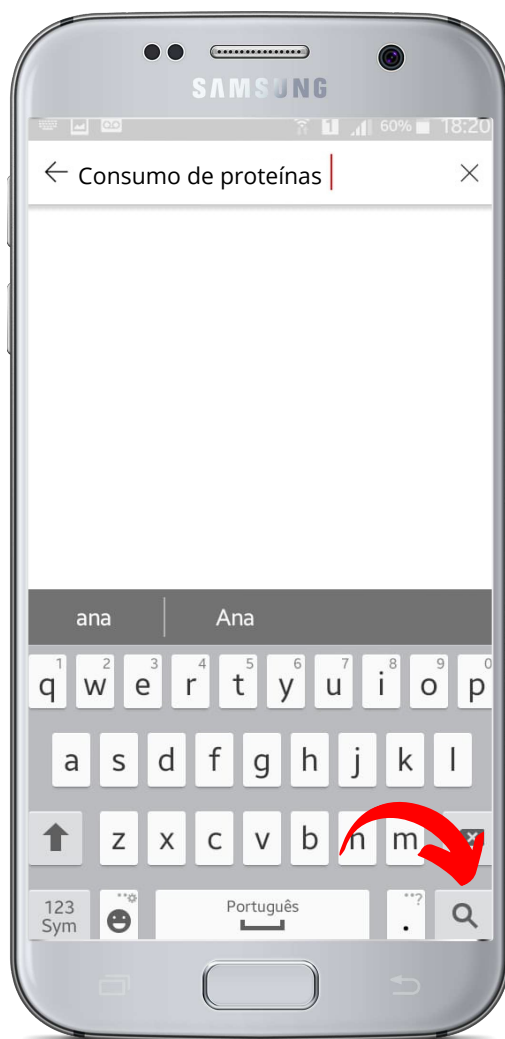 SAMSUNG
1 60% 18:20
Consumo de proteínas
ana Ana
1 2 3 4 5 6 7 8 9 0
q w e r t y u i o p
a s d f g h j k l
z x c v b n m
123 Português **?
Sym .